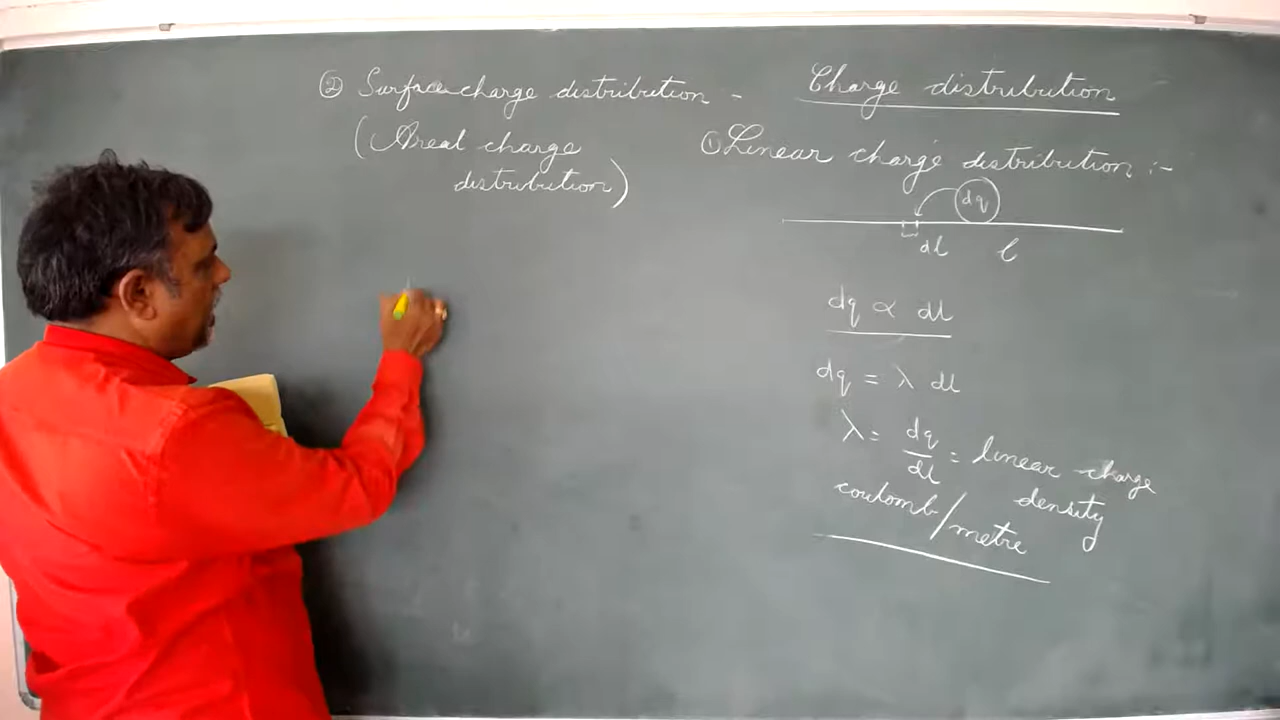 Charge distribution
① Linear charge distribution :-
dq
dl l
dq ∝ dl
dq = λ dl
λ = dq/dl = linear charge
density
coulomb/metre
② Surface charge distribution -
(Areal charge
distribution)